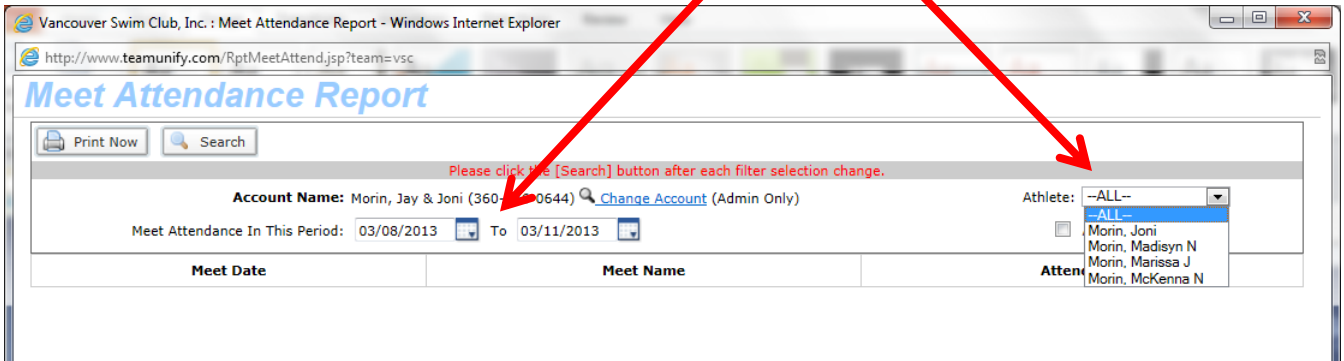 Vancouver Swim Club, Inc. : Meet Attendance Report - Windows Internet Explorer
http://www.teamunify.com/RptMeetAttend.jsp?team=vsc
Meet Attendance Report
Print Now Search
Please click the [Search] button after each filter selection change.
Account Name: Morin, Jay & Joni (360- 0644) Change Account (Admin Only) Athlete: --ALL--
--ALL--
Meet Attendance In This Period: 03/08/2013 To 03/11/2013 Morin, Joni
Morin, Madisyn N
Morin, Marissa J
Meet Date Meet Name Morin, McKenna N